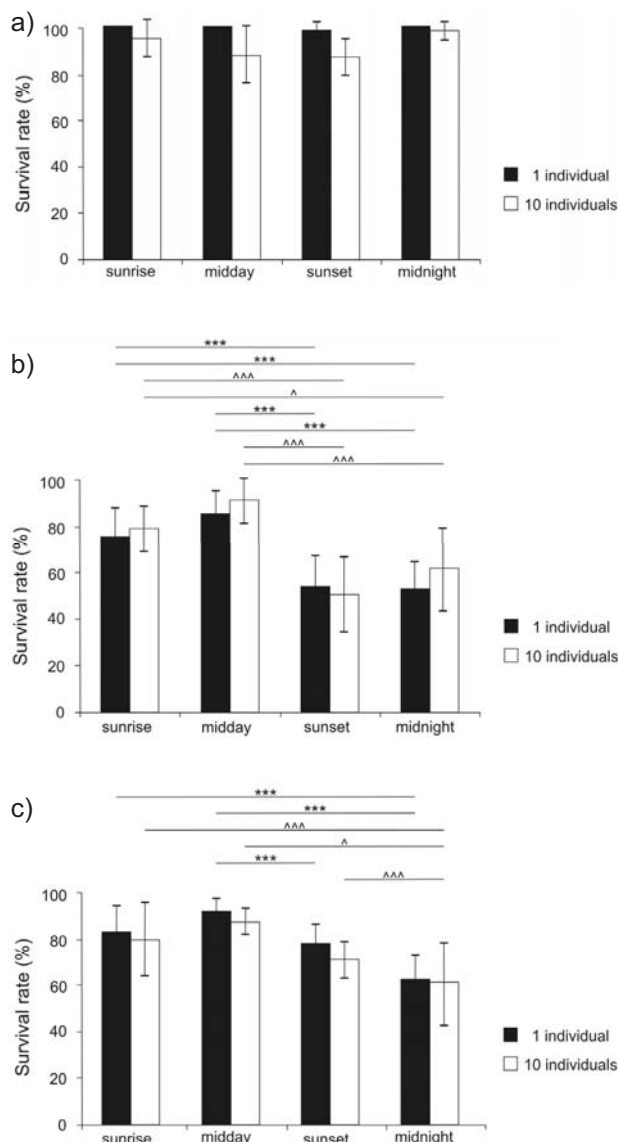 a)
100
80
60
40
20
0
Survival rate (%)
sunrise midday sunset midnight
1 individual
10 individuals
b)
***
***
^^^
^
***
***
^^^
^^^
100
80
60
40
20
0
Survival rate (%)
sunrise midday sunset midnight
1 individual
10 individuals
c)
***
***
^^^
^
***
^^^
100
80
60
40
20
0
Survival rate (%)
sunrise midday sunset midnight
1 individual
10 individuals